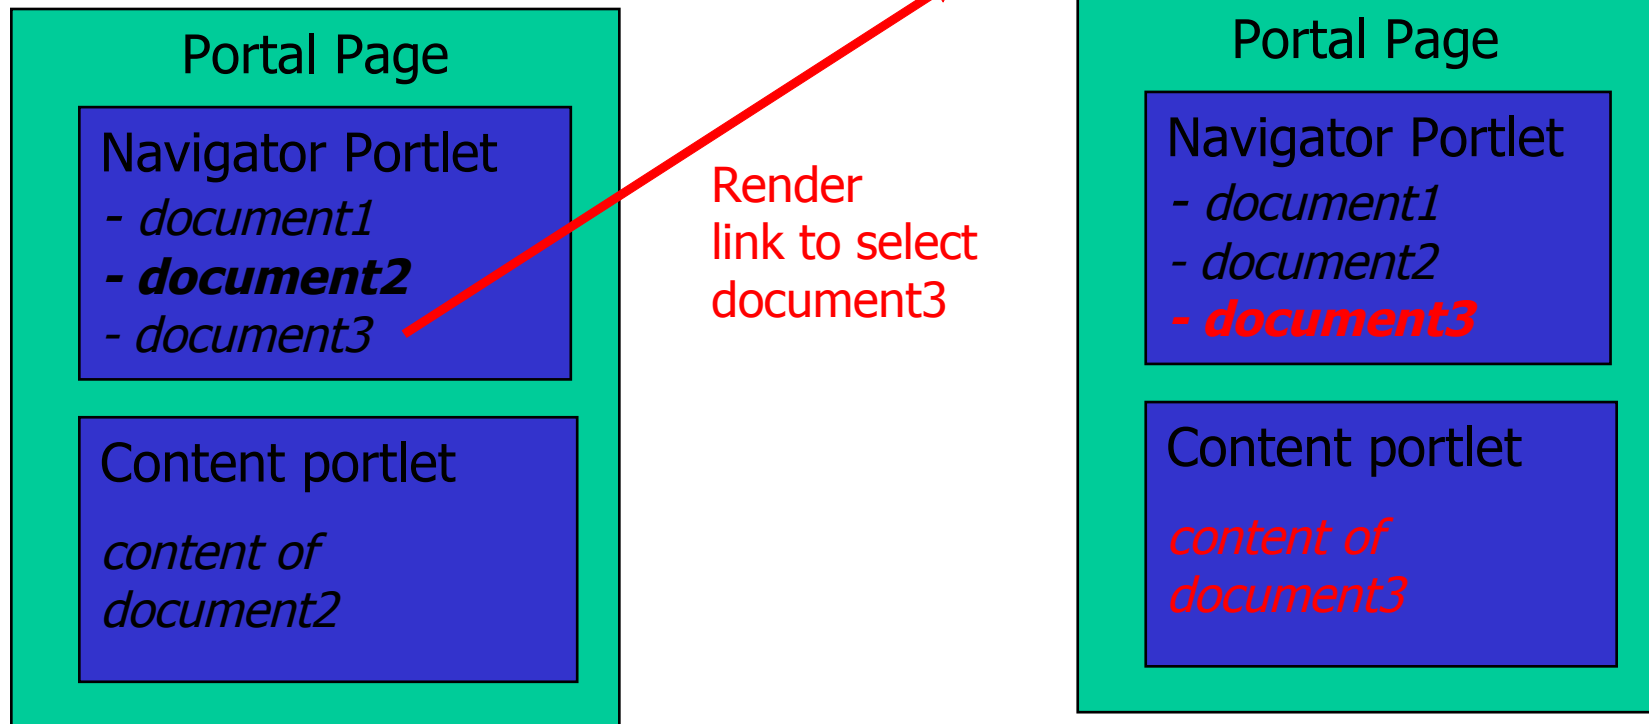 Portal Page
Navigator Portlet
- document1
- document2
- document3
Content portlet
content of
document2
Render
link to select
document3
Portal Page
Navigator Portlet
- document1
- document2
- document3
Content portlet
content of
document3